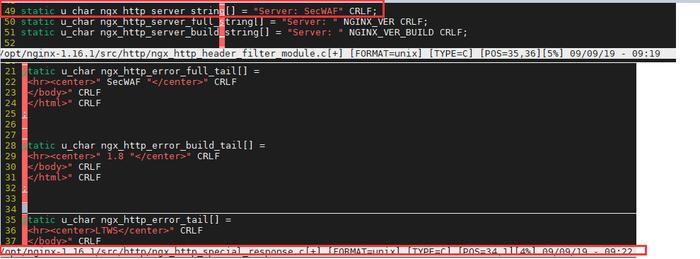 49 static u_char ngx_http_server_string[] = "Server: SecWAF" CRLF;
50 static u_char ngx_http_server_full_string[] = "Server: " NGINX_VER CRLF;
51 static u_char ngx_http_server_build_string[] = "Server: " NGINX_VER_BUILD CRLF;
52
/opt/nginx-1.16.1/src/http/ngx_http_header_filter_module.c[+] [FORMAT=unix] [TYPE=C] [POS=35,36][5%] 09/09/19 - 09:19
21 static u_char ngx_http_error_full_tail[] =
22 "<hr><center>" SecWAF "</center>" CRLF
23 "</body>" CRLF
24 "</html>" CRLF
25 ;
26
27
28 static u_char ngx_http_error_build_tail[] =
29 "<hr><center>" 1.8 "</center>" CRLF
30 "</body>" CRLF
31 "</html>" CRLF
32 ;
33
34
35 static u_char ngx_http_error_tail[] =
36 "<hr><center>LTWS</center>" CRLF
37 "</body>" CRLF
/opt/nginx-1.16.1/src/http/ngx_http_special_response.c[+] [FORMAT=unix] [TYPE=C] [POS=34,1][4%] 09/09/19 - 09:22